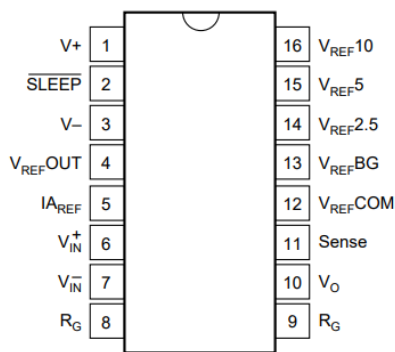 V+ 1 16 VREF10
SLEEP 2 15 VREF5
V– 3 14 VREF2.5
VREFOUT 4 13 VREFBG
IAREF 5 12 VREFCOM
V+IN 6 11 Sense
V–IN 7 10 VO
RG 8 9 RG